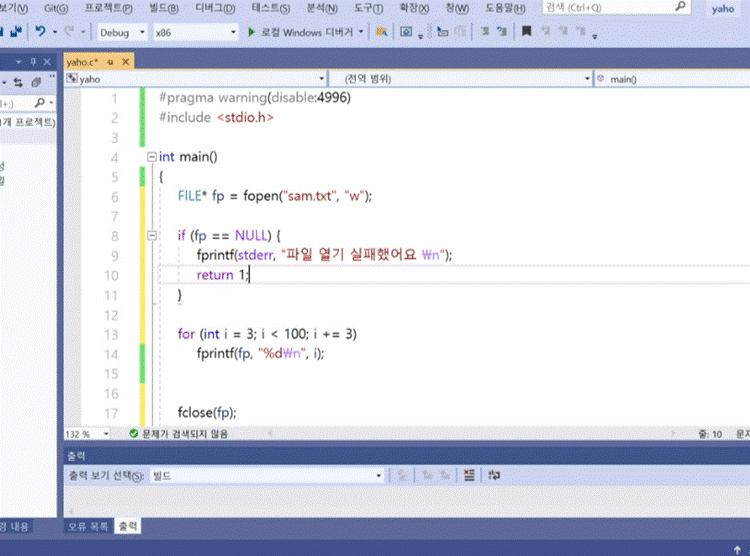 보기(V) Git(G) 프로젝트(P) 빌드(B) 디버그(D) 테스트(S) 분석(N) 도구(T) 확장(X) 창(W) 도움말(H) 검색 (Ctrl+Q) yaho
Debug x86 로컬 Windows 디버거
yaho.c*
yaho (전역 범위) main()
1 #pragma warning(disable:4996)
2 #include <stdio.h>
3
4 int main()
5 {
6 FILE* fp = fopen("sam.txt", "w");
7
8 if (fp == NULL) {
9 fprintf(stderr, "파일 열기 실패했어요 ₩n");
10 return 1;
11 }
12
13 for (int i = 3; i < 100; i += 3)
14 fprintf(fp, "%d₩n", i);
15
16
17 fclose(fp);
프로젝트)
132 % 문제가 검색되지 않음 줄: 10
출력
출력 보기 선택(S): 빌드
내용 오류 목록 출력